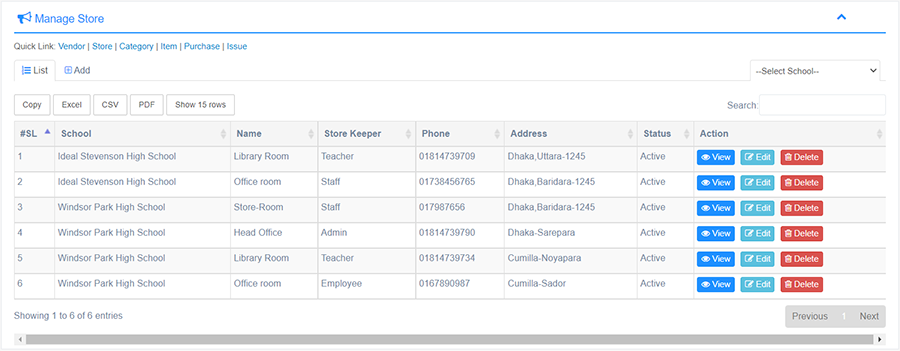 Manage Store
Quick Link: Vendor | Store | Category | Item | Purchase | Issue
List Add --Select School--
Copy Excel CSV PDF Show 15 rows Search:
#SL School Name Store Keeper Phone Address Status Action
1 Ideal Stevenson High School Library Room Teacher 01814739709 Dhaka,Uttara-1245 Active View Edit Delete
2 Ideal Stevenson High School Office room Staff 01738456765 Dhaka,Baridara-1245 Active View Edit Delete
3 Windsor Park High School Store-Room Staff 017987656 Dhaka,Baridara-1245 Active View Edit Delete
4 Windsor Park High School Head Office Admin 01814739790 Dhaka-Sarepara Active View Edit Delete
5 Windsor Park High School Library Room Teacher 01814739734 Cumilla-Noyapara Active View Edit Delete
6 Windsor Park High School Office room Employee 0167890987 Cumilla-Sador Active View Edit Delete
Showing 1 to 6 of 6 entries Previous 1 Next